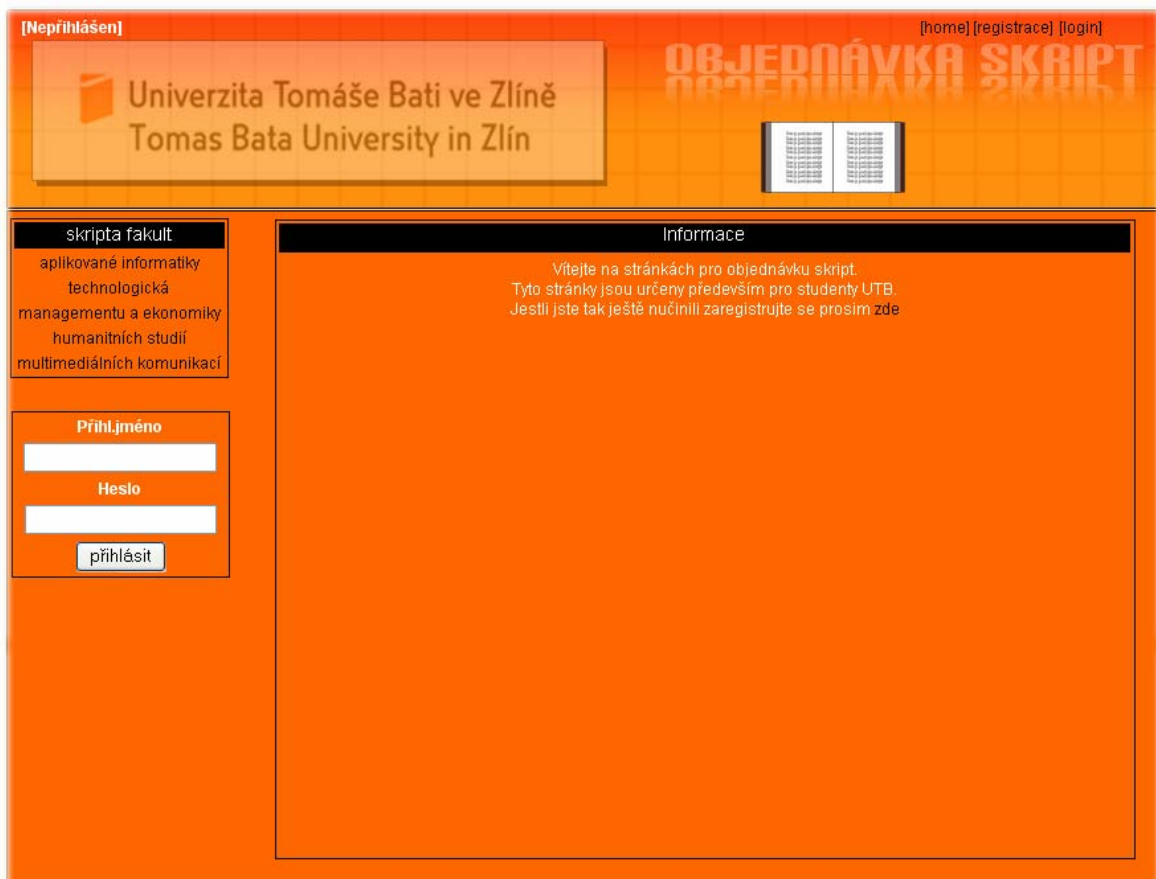 [Nepřihlášen]
[home] [registrace] [login]
OBJEDNÁVKA SKRIPT
Univerzita Tomáše Bati ve Zlíně
Tomas Bata University in Zlín
skripta fakult
aplikované informatiky
technologická
managementu a ekonomiky
humanitních studií
multimediálních komunikací
Přihl.jméno
Heslo
přihlásit
Informace
Vítejte na stránkách pro objednávku skript.
Tyto stránky jsou určeny především pro studenty UTB.
Jestli jste tak ještě nučinili zaregistrujte se prosim zde